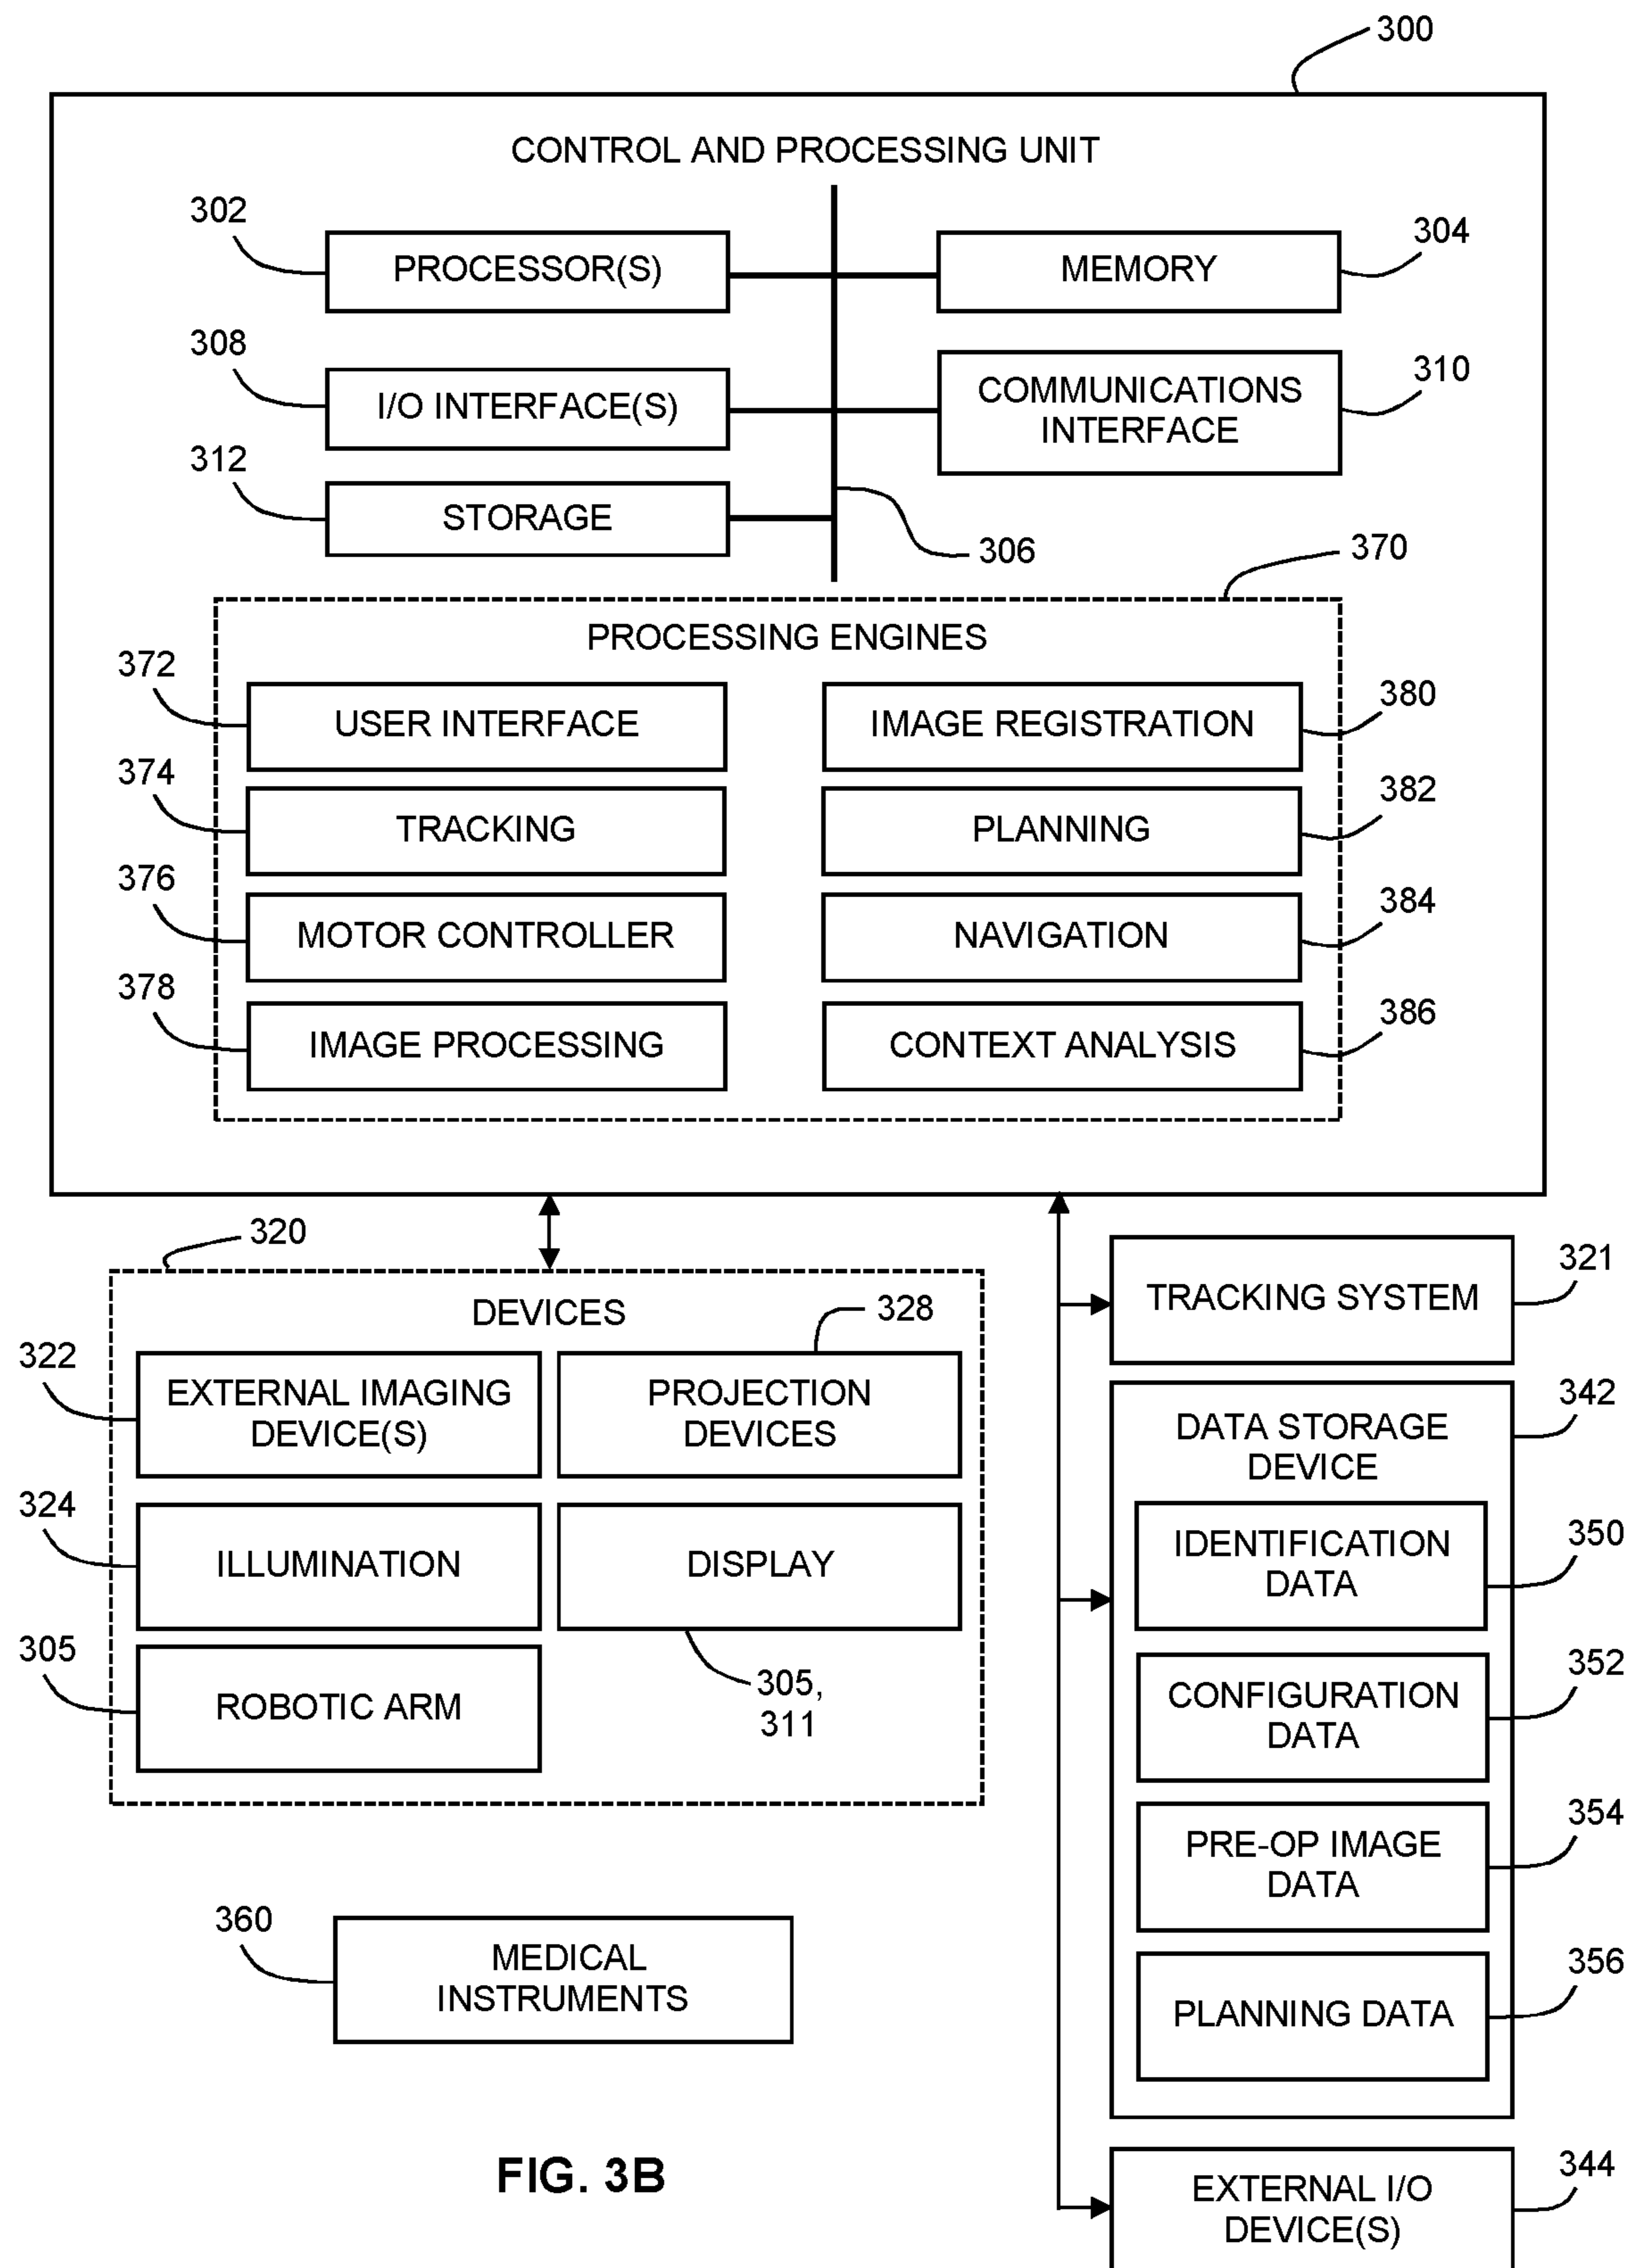 300
CONTROL AND PROCESSING UNIT
302
PROCESSOR(S)
MEMORY
304
308
I/O INTERFACE(S)
COMMUNICATIONS
INTERFACE
310
312
STORAGE
306
370
PROCESSING ENGINES
372
USER INTERFACE
IMAGE REGISTRATION
380
374
TRACKING
PLANNING
382
376
MOTOR CONTROLLER
NAVIGATION
384
378
IMAGE PROCESSING
CONTEXT ANALYSIS
386
320
DEVICES
328
322
EXTERNAL IMAGING
DEVICE(S)
PROJECTION
DEVICES
324
ILLUMINATION
DISPLAY
305
ROBOTIC ARM
305,
311
360
MEDICAL
INSTRUMENTS
TRACKING SYSTEM
321
342
DATA STORAGE
DEVICE
IDENTIFICATION
DATA
350
CONFIGURATION
DATA
352
PRE-OP IMAGE
DATA
354
PLANNING DATA
356
EXTERNAL I/O
DEVICE(S)
344
FIG. 3B